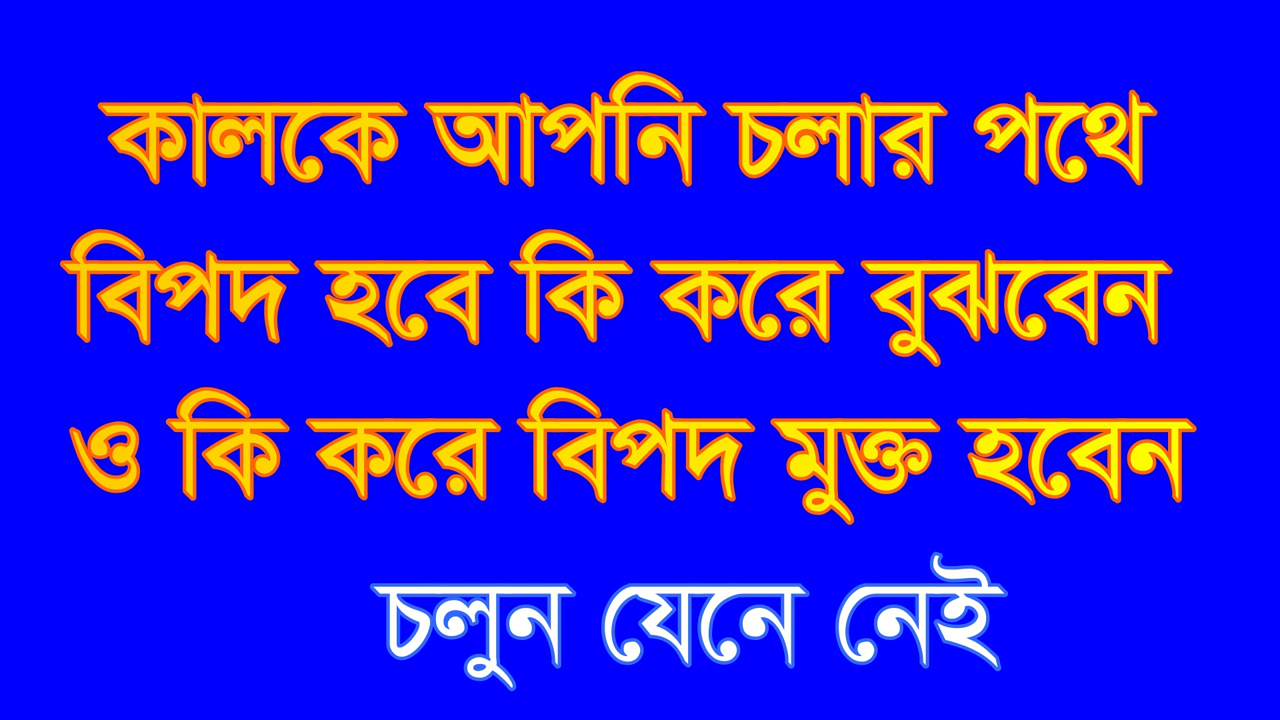 কালকে আপনি চলার পথে
বিপদ হবে কি করে বুঝবেন
ও কি করে বিপদ মুক্ত হবেন
চলুন যেনে নেই